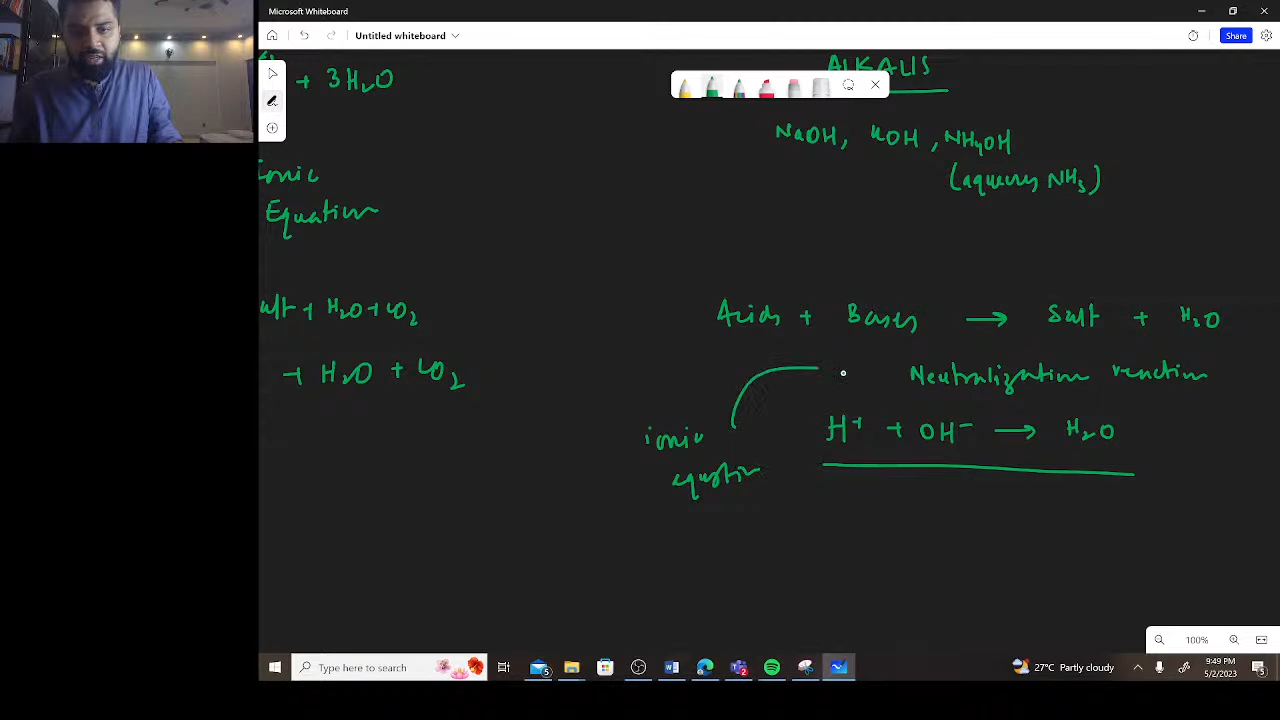 Microsoft Whiteboard
Untitled whiteboard
Share
+ 3H2O
Ionic
Equation
+ H2O + CO2
+ H2O + CO2
ALKALIS
NaOH, KOH, NH4OH
(aqueous NH3)
Acids + Bases → Salt + H2O
Neutralization reaction
H+ + OH− → H2O
ionic
equation
100%
Type here to search
27°C Partly cloudy
9:49 PM
5/2/2023